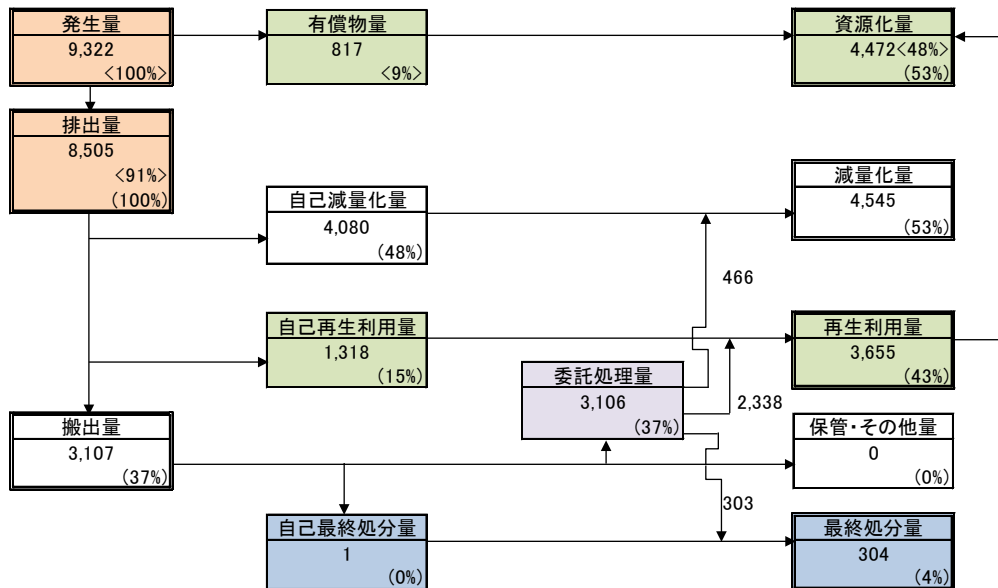 発生量
9,322
<100%>
有償物量
817
<9%>
資源化量
4,472<48%>
(53%)
排出量
8,505
<91%>
(100%)
自己減量化量
4,080
(48%)
減量化量
4,545
(53%)
466
自己再生利用量
1,318
(15%)
再生利用量
3,655
(43%)
委託処理量
3,106
(37%)
2,338
搬出量
3,107
(37%)
保管・その他量
0
(0%)
303
自己最終処分量
1
(0%)
最終処分量
304
(4%)